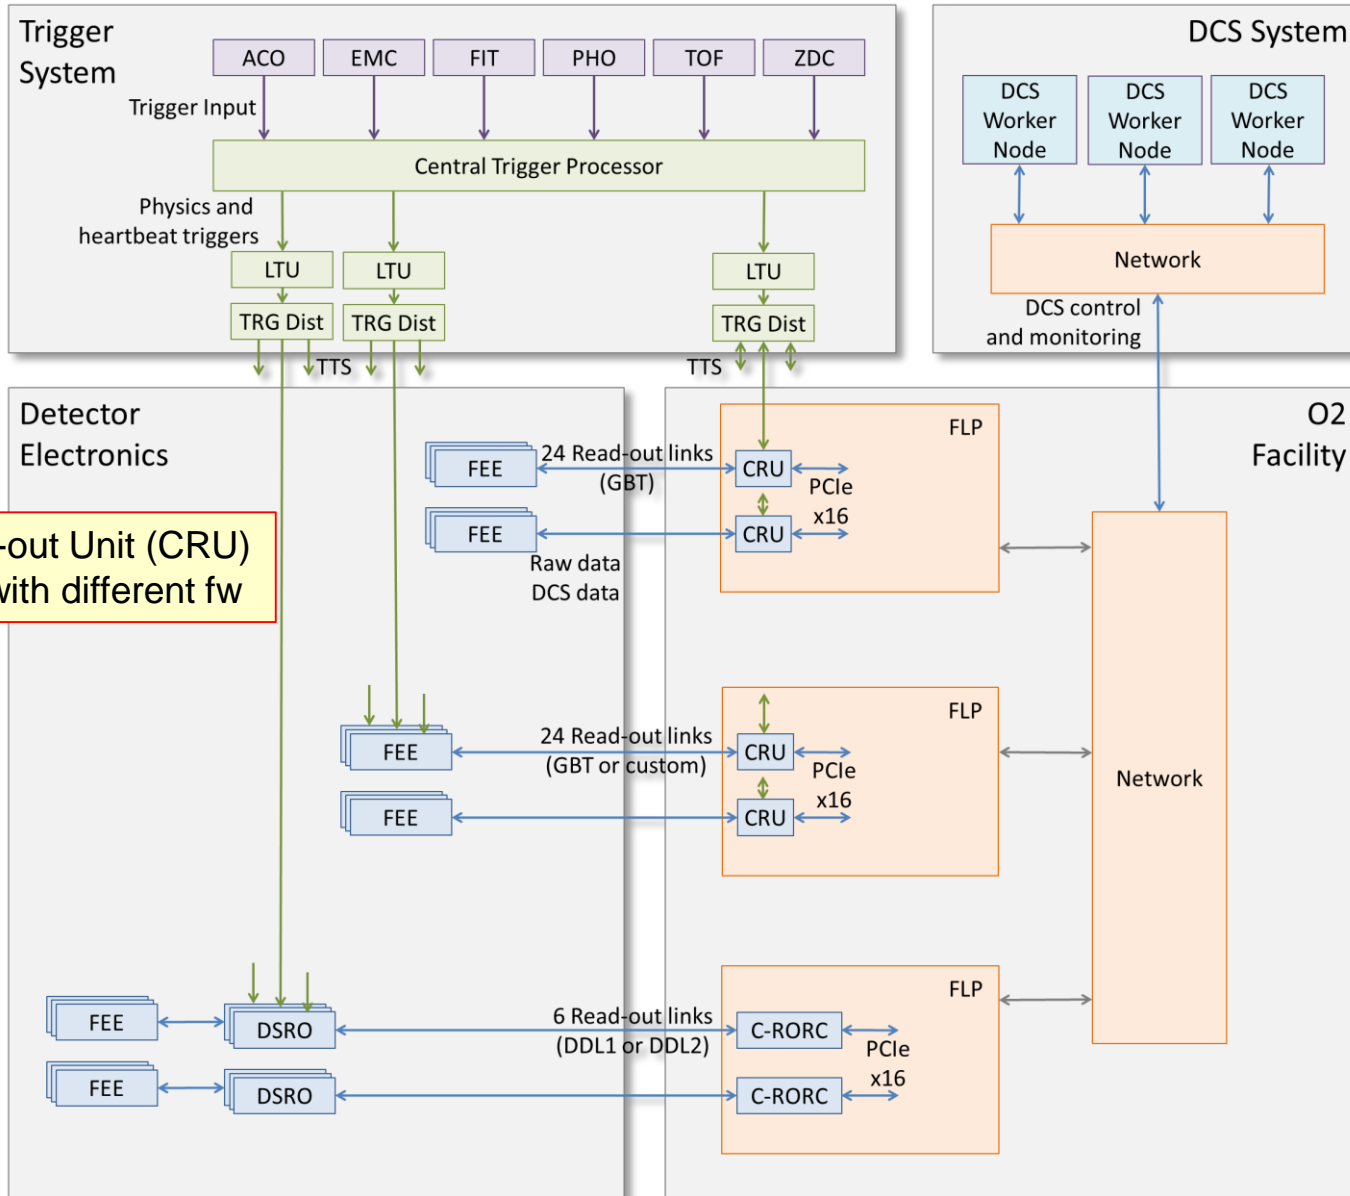 Trigger
System
ACO
EMC
FIT
PHO
TOF
ZDC
Trigger Input
Central Trigger Processor
Physics and
heartbeat triggers
LTU
LTU
LTU
TRG Dist
TRG Dist
TRG Dist
TTS
TTS
DCS System
DCS
Worker
Node
DCS
Worker
Node
DCS
Worker
Node
Network
DCS control
and monitoring
Detector
Electronics
FEE
24 Read-out links
(GBT)
FEE
Raw data
DCS data
-out Unit (CRU)
with different fw
FEE
24 Read-out links
(GBT or custom)
FEE
FEE
DSRO
6 Read-out links
(DDL1 or DDL2)
FEE
DSRO
O2
Facility
FLP
CRU
PCIe
x16
CRU
FLP
CRU
PCIe
x16
CRU
Network
FLP
C-RORC
PCIe
x16
C-RORC